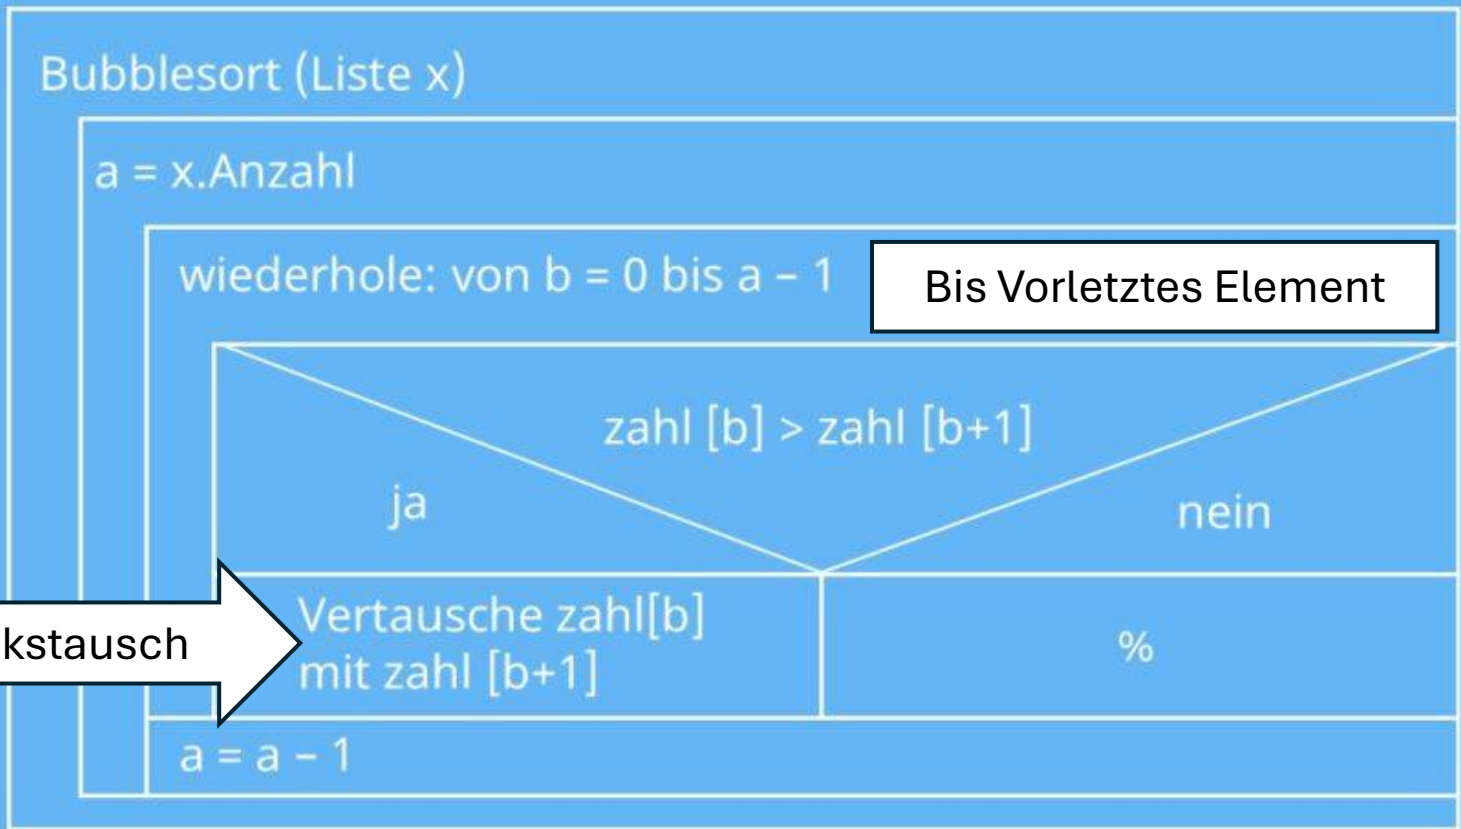 Bubblesort (Liste x)
a = x.Anzahl
wiederhole: von b = 0 bis a – 1
Bis Vorletztes Element
zahl [b] > zahl [b+1]
ja
nein
kstausch
Vertausche zahl[b]
mit zahl [b+1]
%
a = a – 1